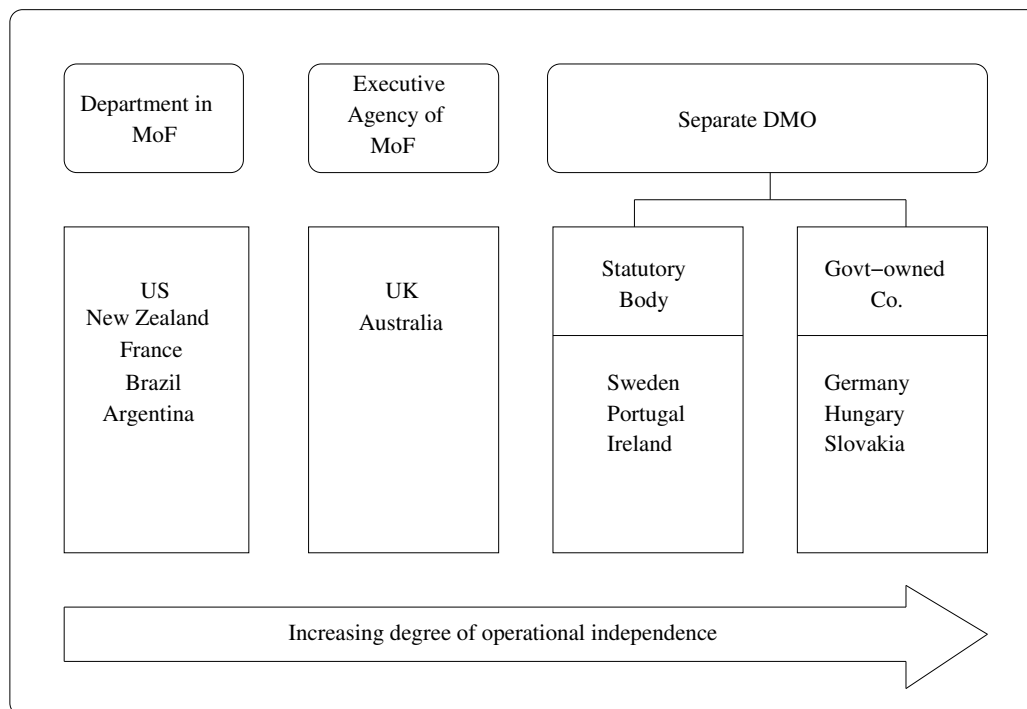 Department in
MoF
Executive
Agency of
MoF
Separate DMO
US
New Zealand
France
Brazil
Argentina
UK
Australia
Statutory
Body
Sweden
Portugal
Ireland
Govt−owned
Co.
Germany
Hungary
Slovakia
Increasing degree of operational independence